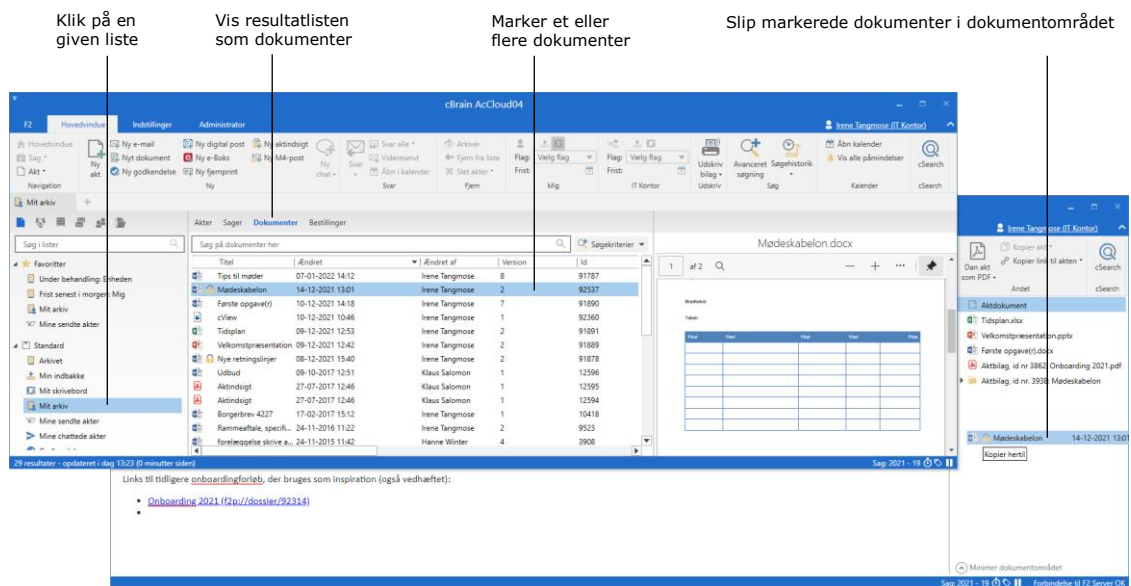 Klik på en
given liste
Vis resultatlisten
som dokumenter
Marker et eller
flere dokumenter
Slip markerede dokumenter i dokumentområdet
cBrain AcCloud04
F2 Hovedvindue Indstillinger Administrator
Irene Tangmose (IT Kontor)
Hovedvindue
Sag
Akt
Navigation
Ny
akt
Ny e-mail
Nyt dokument
Ny godkendelse
Ny digital post
Ny e-Boks
Ny fjernprint
Ny aktindsigt
Ny M4-post
Ny
chat
Ny
Svar
Svar alle
Videresend
Åbn i kalender
Svar
Arkivér
Fjern fra liste
Slet akter
Fjern
Flag: Vælg flag
Frist:
Mig
Flag: Vælg flag
Frist:
IT Kontor
Udskriv
bilag
Udskriv
Avanceret
søgning
Søgehistorik
Søg
Åbn kalender
Vis alle påmindelser
Kalender
cSearch
cSearch
Mit arkiv
Akter Sager Dokumenter Bestillinger
Søg i lister
Søg på dokumenter her
Søgekriterier
Mødeskabelon.docx
1 af 2
Favoritter
Under behandling: Enheden
Frist senest i morgen: Mig
Mit arkiv
Mine sendte akter
Standard
Arkivet
Min indbakke
Mit skrivebord
Mit arkiv
Mine sendte akter
Mine chattede akter
Titel Ændret Ændret af Version Id
Tips til møder 07-01-2022 14:12 Irene Tangmose 8 91787
Mødeskabelon 14-12-2021 13:01 Irene Tangmose 2 92537
Første opgave(r) 10-12-2021 14:18 Irene Tangmose 7 91890
cView 10-12-2021 10:46 Irene Tangmose 1 92360
Tidsplan 09-12-2021 12:53 Irene Tangmose 2 91891
Velkomstpræsentation 09-12-2021 12:42 Irene Tangmose 2 91889
Nye retningslinjer 08-12-2021 15:40 Irene Tangmose 2 91878
Udbud 09-10-2017 12:51 Klaus Salomon 1 12596
Aktindsigt 27-07-2017 12:46 Klaus Salomon 1 12595
Aktindsigt 27-07-2017 12:46 Klaus Salomon 1 12594
Borgerbrev 4227 17-02-2017 15:12 Irene Tangmose 1 10418
Rammeaftale, specifi... 24-11-2016 11:22 Irene Tangmose 2 9523
forelæggelse skrive a... 24-11-2015 11:42 Hanne Winter 4 3908
29 resultater - opdateret i dag 13:23 (0 minutter siden)
Sag: 2021 - 19
Irene Tangmose (IT Kontor)
Dan akt
som PDF
Kopier akt
Kopier link til akten
Andet
cSearch
cSearch
Aktdokument
Tidsplan.xlsx
Velkomstpræsentation.pptx
Første opgave(r).docx
Aktbilag, id nr 3862: Onboarding 2021.pdf
Aktbilag, id nr. 3938: Mødeskabelon
Mødeskabelon 14-12-2021 13:01
Kopier hertil
Links til tidligere onboardingforløb, der bruges som inspiration (også vedhæftet):
Onboarding 2021 (f2p://dossier/92314)
Minimer dokumentområdet
Sag: 2021 - 19 Forbindelse til F2 Server OK